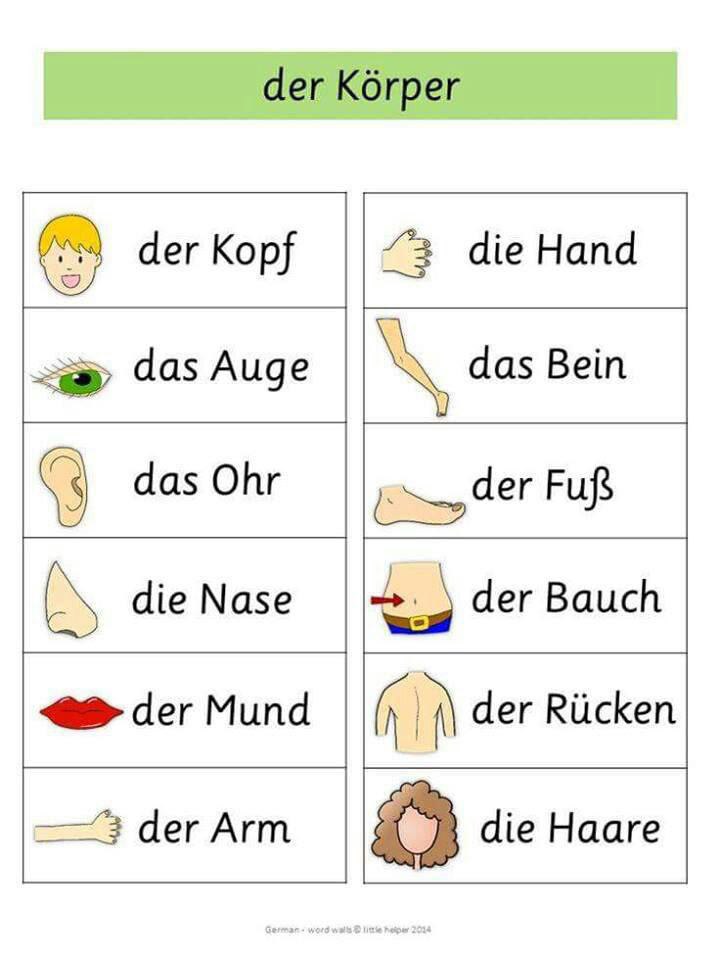 der Körper
der Kopf
das Auge
das Ohr
die Nase
der Mund
der Arm
die Hand
das Bein
der Fuß
der Bauch
der Rücken
die Haare
German - word walls © little helper 2014